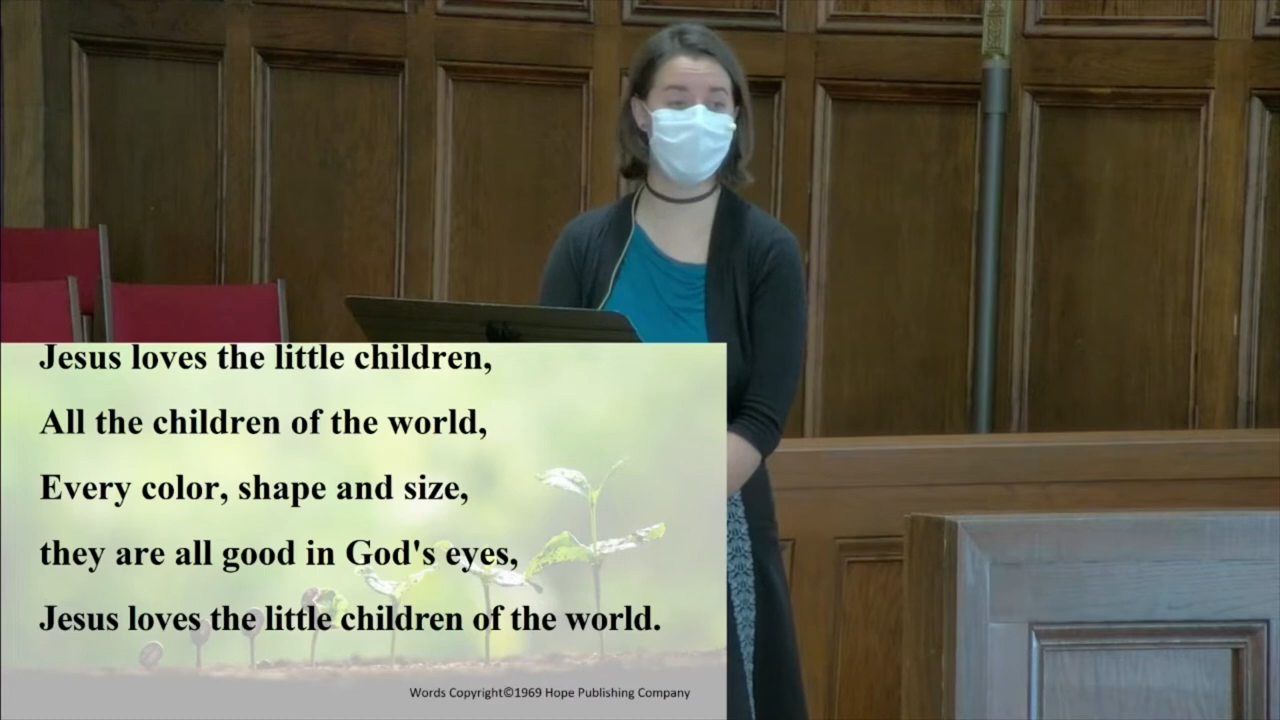 Jesus loves the little children,
All the children of the world,
Every color, shape and size,
they are all good in God's eyes,
Jesus loves the little children of the world.
Words Copyright©1969 Hope Publishing Company